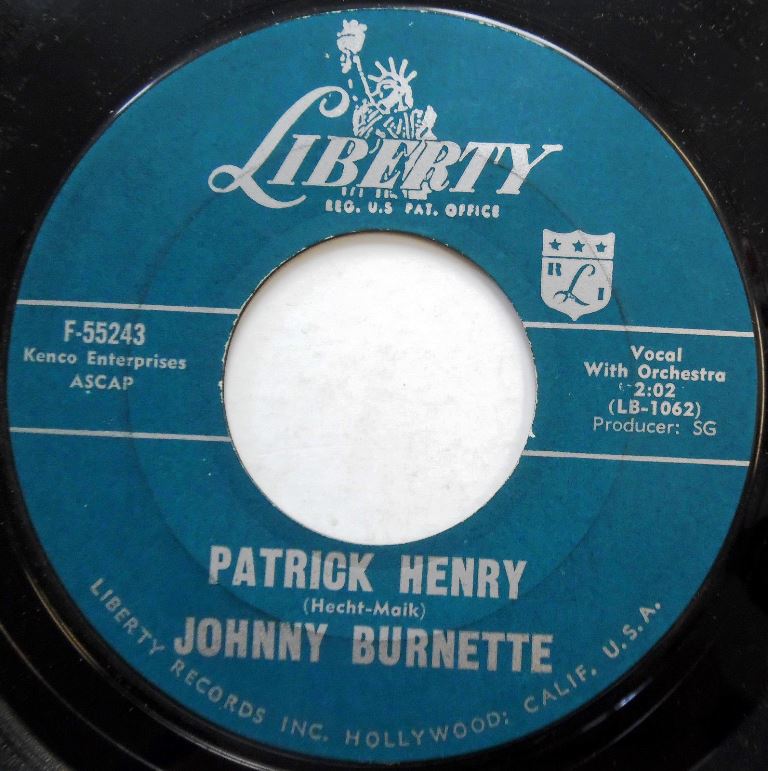 LIBERTY
REG. U.S PAT. OFFICE
R L I
F-55243
Kenco Enterprises
ASCAP
Vocal
With Orchestra
2:02
(LB-1062)
Producer: SG
PATRICK HENRY
(Hecht-Maik)
JOHNNY BURNETTE
LIBERTY RECORDS INC. HOLLYWOOD: CALIF. U.S.A.